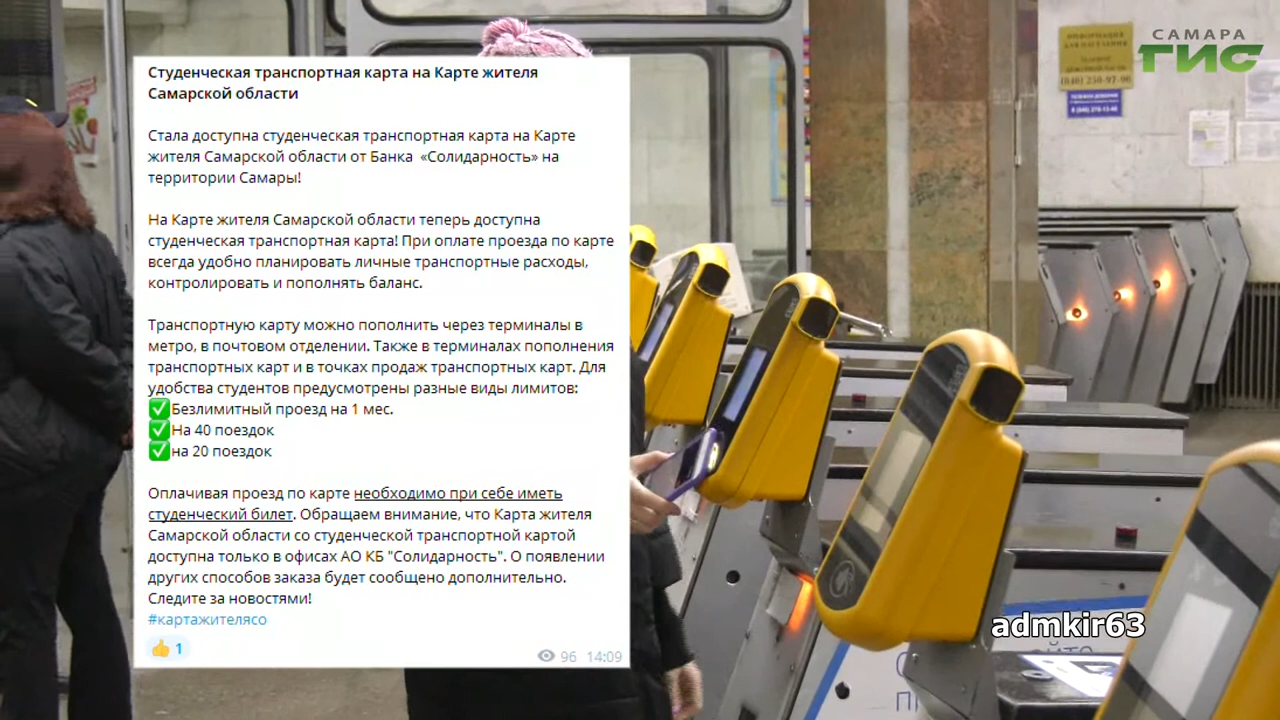 Студенческая транспортная карта на Карте жителя
Самарской области
Стала доступна студенческая транспортная карта на Карте
жителя Самарской области от Банка «Солидарность» на
территории Самары!
На Карте жителя Самарской области теперь доступна
студенческая транспортная карта! При оплате проезда по карте
всегда удобно планировать личные транспортные расходы,
контролировать и пополнять баланс.
Транспортную карту можно пополнить через терминалы в
метро, в почтовом отделении. Также в терминалах пополнения
транспортных карт и в точках продаж транспортных карт. Для
удобства студентов предусмотрены разные виды лимитов:
✅Безлимитный проезд на 1 мес.
✅На 40 поездок
✅на 20 поездок
Оплачивая проезд по карте необходимо при себе иметь
студенческий билет. Обращаем внимание, что Карта жителя
Самарской области со студенческой транспортной картой
доступна только в офисах АО КБ "Солидарность". О появлении
других способов заказа будет сообщено дополнительно.
Следите за новостями!
#картажителясо
👍 1
96 14:09
САМАРА
ГИС
ИНФОРМАЦИЯ
ДЛЯ НАСЕЛЕНИЯ
admkir63